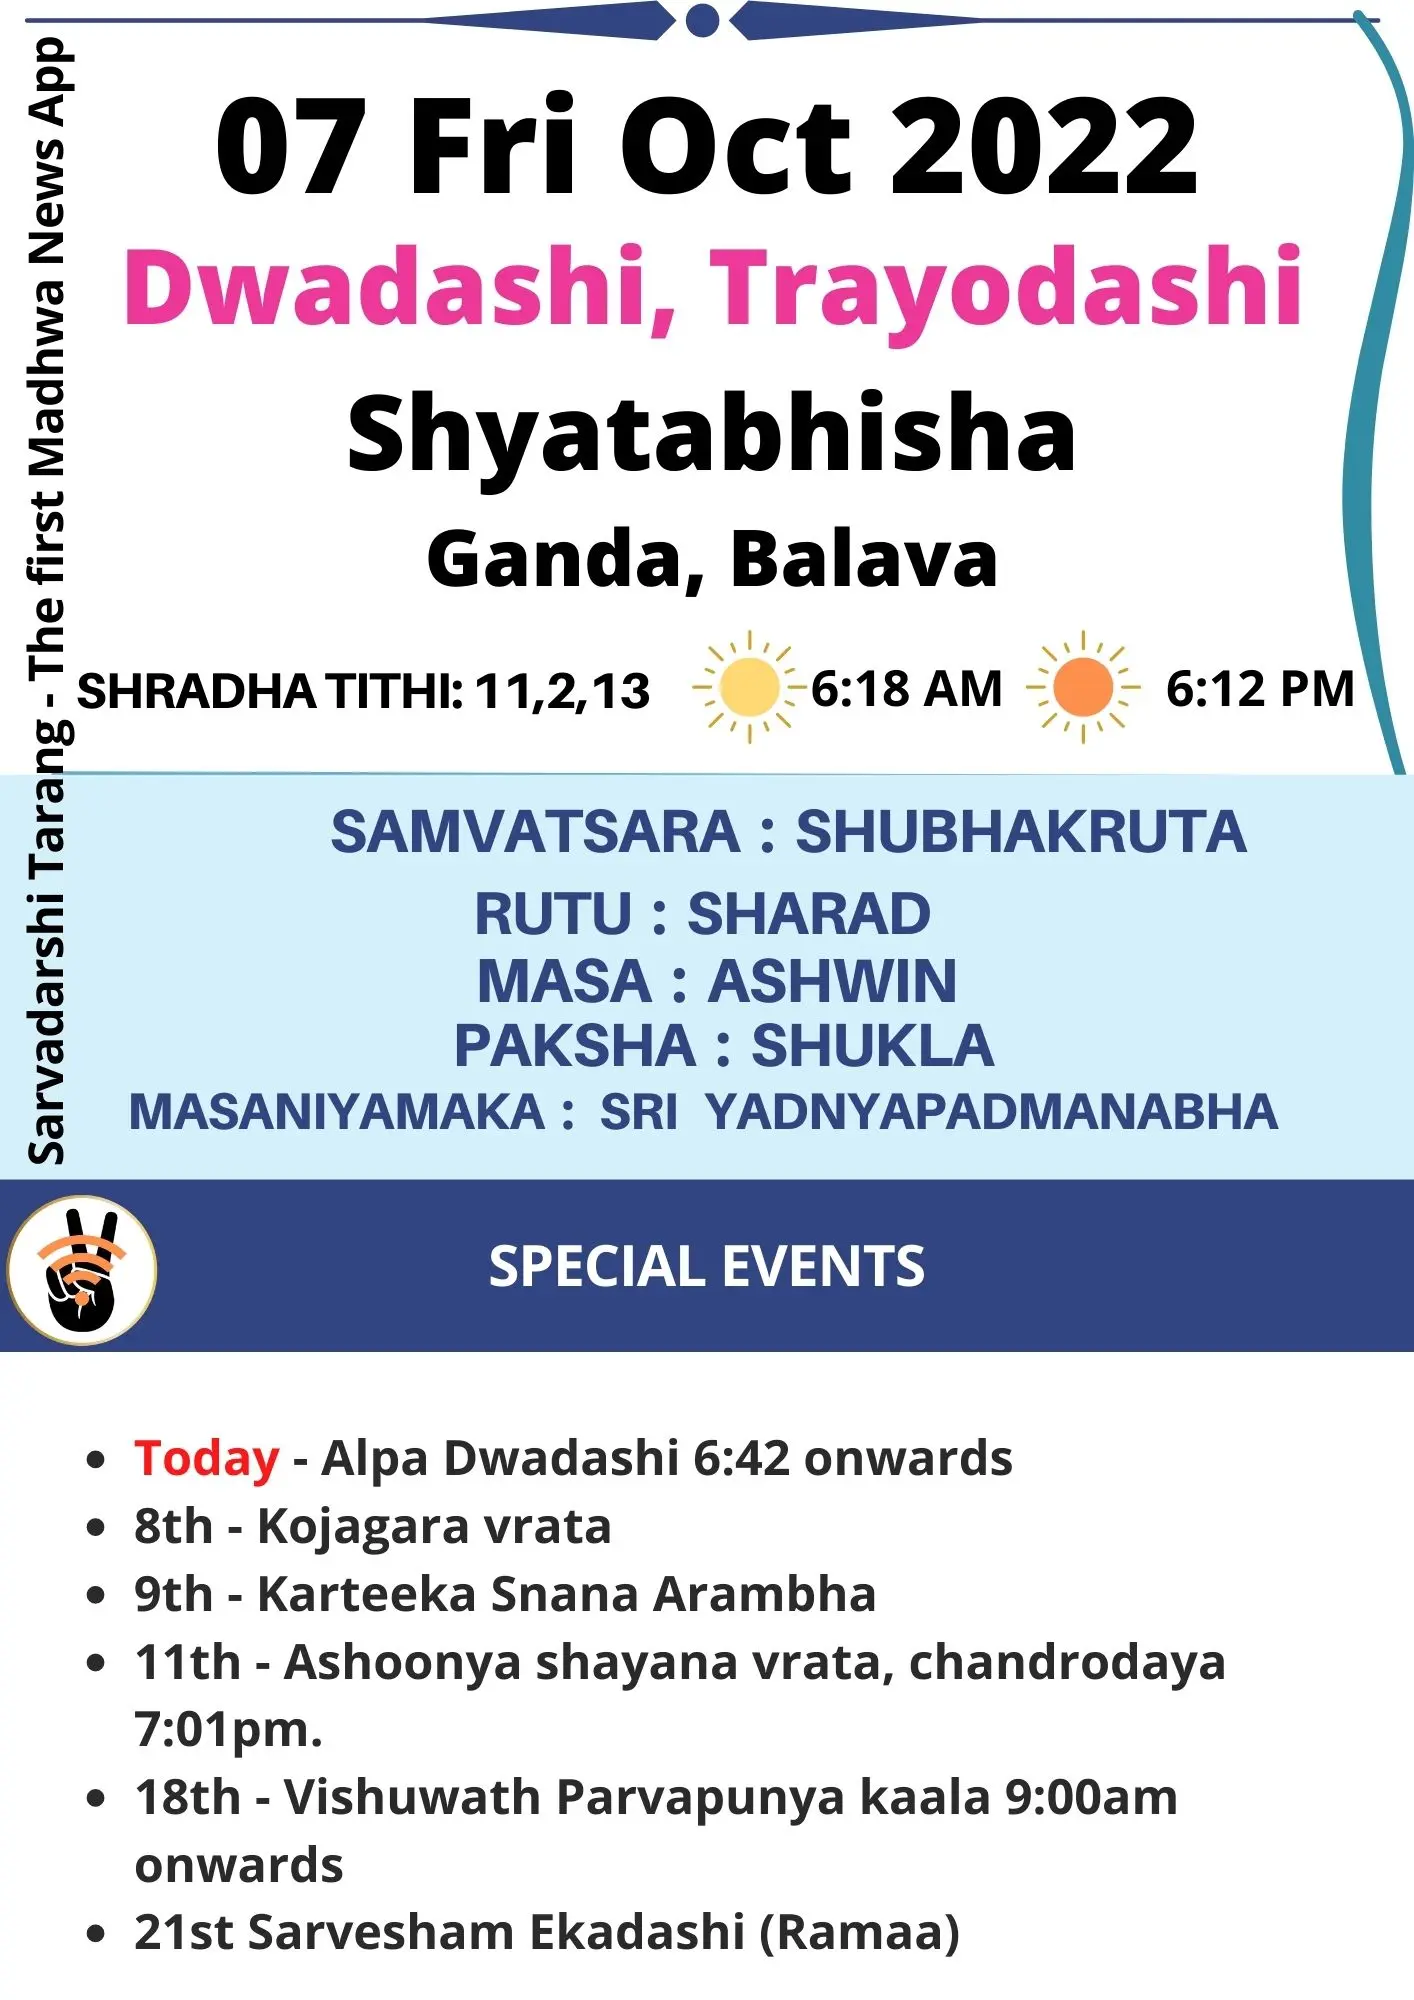 07 Fri Oct 2022
Dwadashi, Trayodashi
Shyatabhisha
Ganda, Balava
SHRADHA TITHI: 11,2,13 6:18 AM 6:12 PM
Sarvadarshi Tarang - The first Madhwa News App
SAMVATSARA : SHUBHAKRUTA
RUTU : SHARAD
MASA : ASHWIN
PAKSHA : SHUKLA
MASANIYAMAKA : SRI YADNYAPADMANABHA
SPECIAL EVENTS
• Today - Alpa Dwadashi 6:42 onwards
• 8th - Kojagara vrata
• 9th - Karteeka Snana Arambha
• 11th - Ashoonya shayana vrata, chandrodaya
7:01pm.
• 18th - Vishuwath Parvapunya kaala 9:00am
onwards
• 21st Sarvesham Ekadashi (Ramaa)